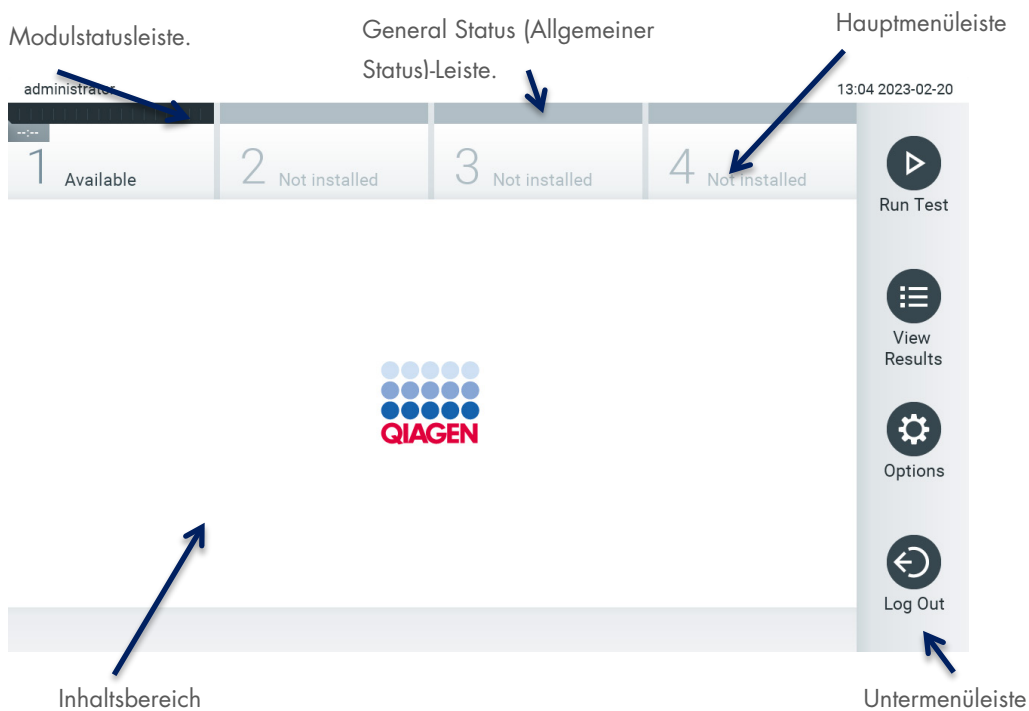 Modulstatusleiste.
General Status (Allgemeiner
Status)-Leiste.
Hauptmenüleiste
administrator
13:04 2023-02-20
--:--
1 Available
2 Not installed
3 Not installed
4 Not installed
Run Test
View
Results
QIAGEN
Options
Log Out
Inhaltsbereich
Untermenüleiste